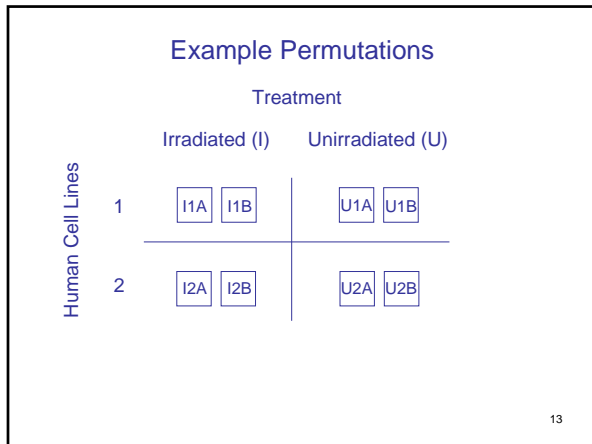 Example Permutations
Treatment
Irradiated (I) Unirradiated (U)
Human Cell Lines
1 I1A I1B U1A U1B
2 I2A I2B U2A U2B
13